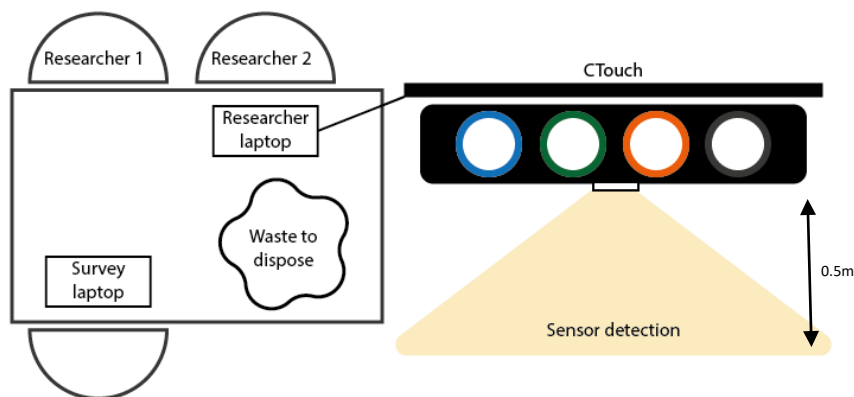 Researcher 1
Researcher 2
CTouch
Researcher
laptop
Waste to
dispose
Survey
laptop
0.5m
Sensor detection